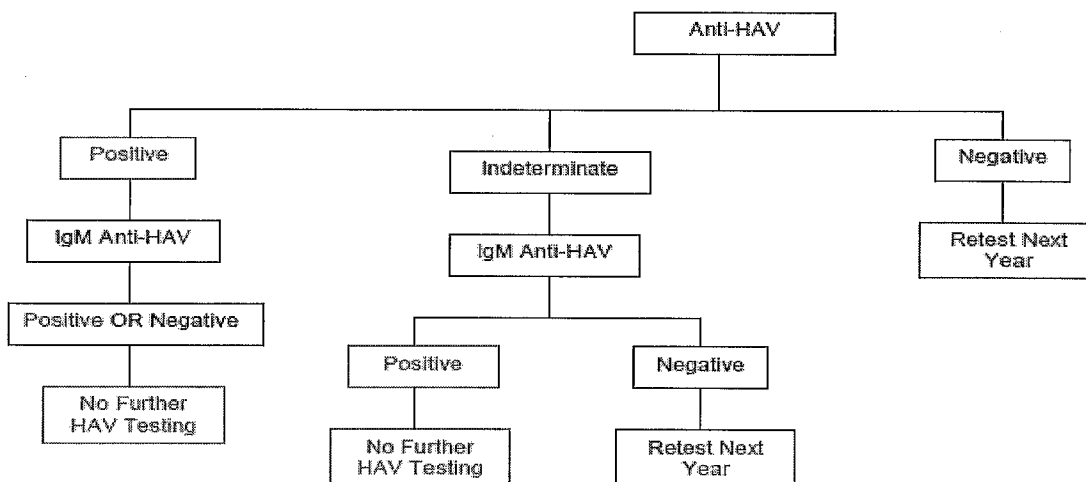 Anti-HAV
Positive
Indeterminate
Negative
IgM Anti-HAV
IgM Anti-HAV
Retest Next
Year
Positive OR Negative
Positive
Negative
No Further
HAV Testing
No Further
HAV Testing
Retest Next
Year